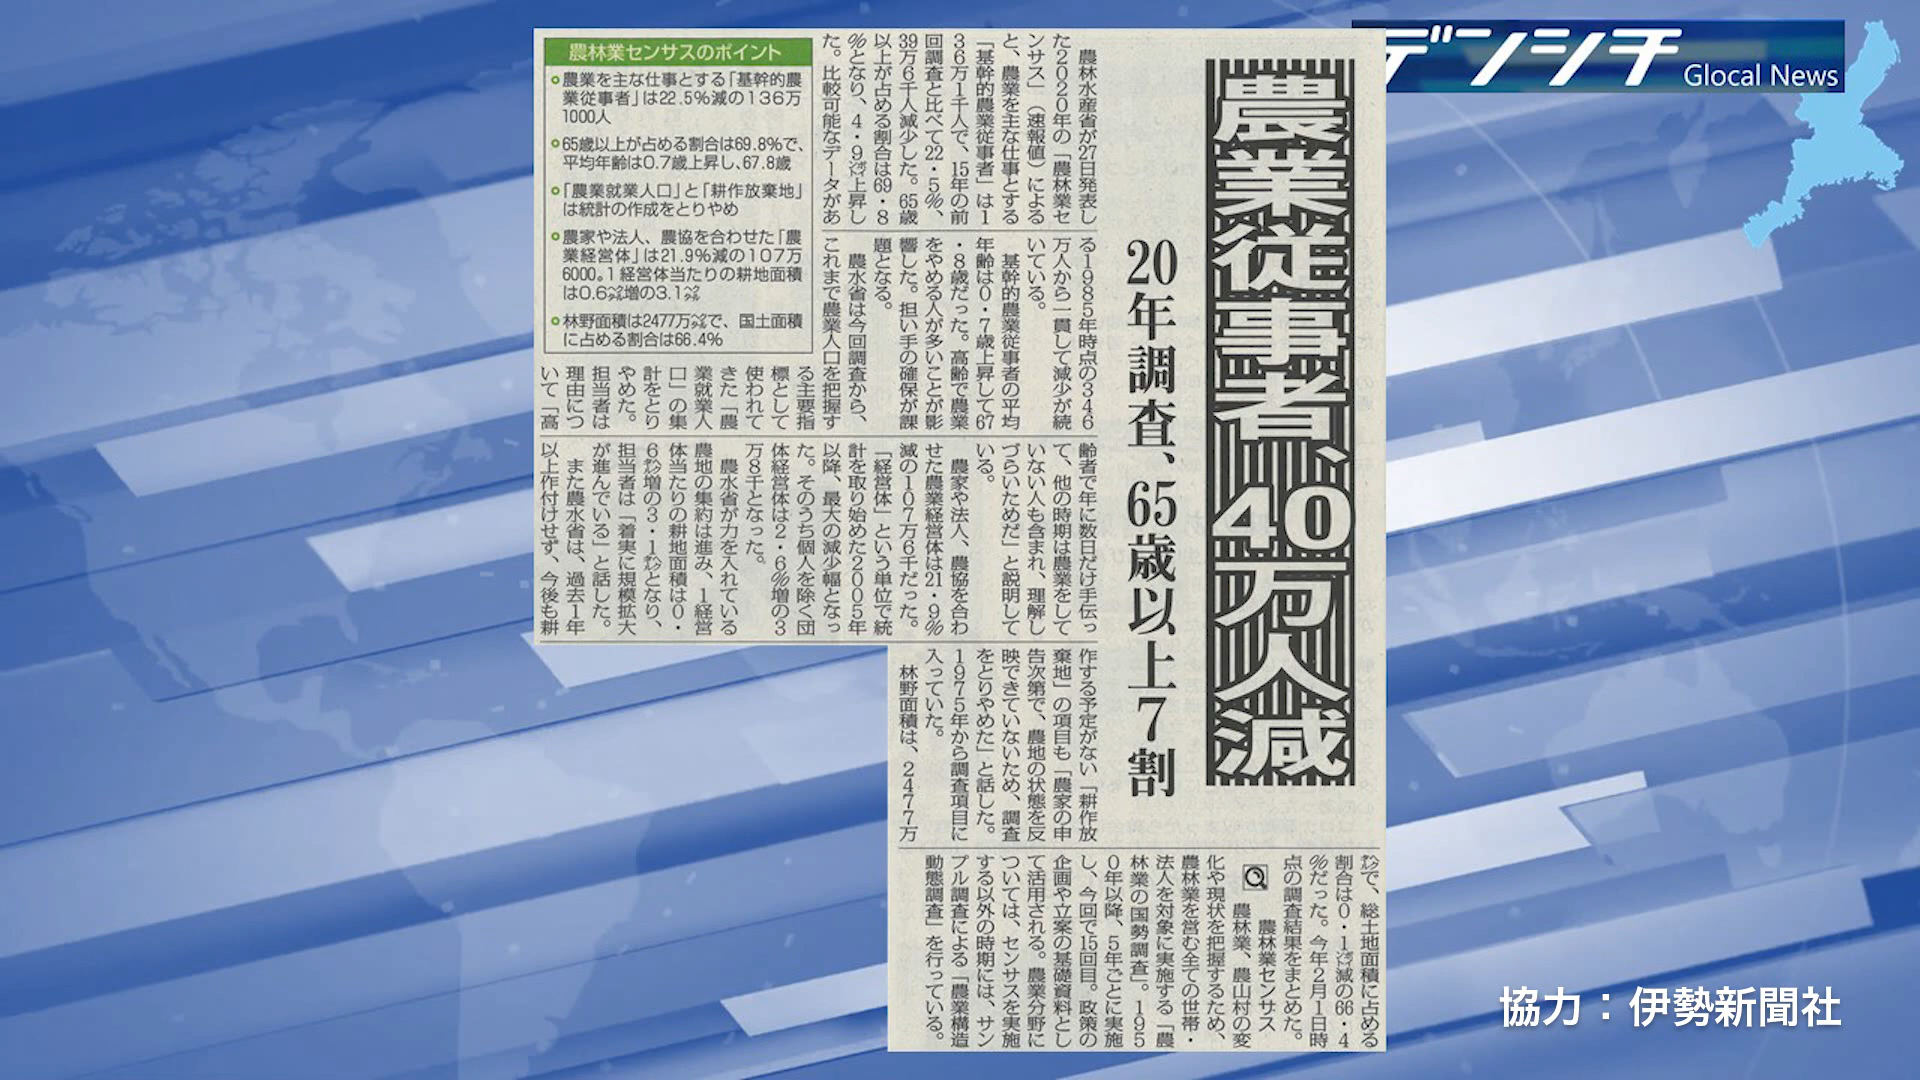 デンシチ
Glocal News
農業従事者、40万人減
20年調査、65歳以上7割
農林業センサスのポイント
農業を主な仕事とする「基幹的農
業従事者」は22.5%減の136万
1000人
65歳以上が占める割合は69.8%で、
平均年齢は0.7歳上昇し、67.8歳
「農業就業人口」と「耕作放棄地」
は統計の作成をとりやめ
農家や法人、農協を合わせた「農
業経営体」は21.9%減の107万
6000。1経営体当たりの耕地面積
は0.6㌶増の3.1㌶
林野面積は2477万㌶で、国土面積
に占める割合は66.4%
農林水産省が27日発表し
た2020年の「農林業セ
ンサス」（速報値）による
と、農業を主な仕事とする
「基幹的農業従事者」は1
36万1千人で、15年の前
回調査と比べて22・5%、
39万6千人減少した。65歳
以上が占める割合は69・8
%となり、4・9㌽上昇し
た。比較可能なデータがあ
る1985年時点の346
万人から一貫して減少が続
いている。
基幹的農業従事者の平均
年齢は0・7歳上昇して67
・8歳だった。高齢で農業
をやめる人が多いことが影
響した。担い手の確保が課
題となる。
農水省は今回調査から、
これまで農業人口を把握す
る主要指
標として
使われて
きた「農
業就業人
口」の集
計をとり
やめた。
担当者は
理由につ
いて「高
齢者で年に数日だけ手伝っ
て、他の時期は農業をして
いない人も含まれ、理解し
づらいためだ」と説明して
いる。
農家や法人、農協を合わ
せた農業経営体は21・9%
減の107万6千だった。
「経営体」という単位で統
計を取り始めた2005年
以降、最大の減少幅となっ
た。そのうち個人を除く団
体経営体は2・6%増の3
万8千となった。
農水省が力を入れている
農地の集約は進み、1経営
体当たりの耕地面積は0・
6㌶増の3・1㌶となり、
担当者は「着実に規模拡大
が進んでいる」と話した。
また農水省は、過去1年
以上作付けせず、今後も耕
作する予定がない「耕作放
棄地」の項目も「農家の申
告次第で、農地の状態を反
映できていないため、調査
をとりやめた」と話した。
1975年から調査項目に
入っていた。
林野面積は、2477万
㌶で、総土地面積に占める
割合は0・1㌽減の66・4
%だった。今年2月1日時
点の調査結果をまとめた。
農林業センサス
農林業、農山村の変
化や現状を把握するため、
農林業を営む全ての世帯・
法人を対象に実施する「農
林業の国勢調査」。195
0年以降、5年ごとに実施
し、今回で15回目。政策の
企画や立案の基礎資料とし
て活用される。農業分野に
ついては、センサスを実施
する以外の時期には、サン
プル調査による「農業構造
動態調査」を行っている。
協力：伊勢新聞社